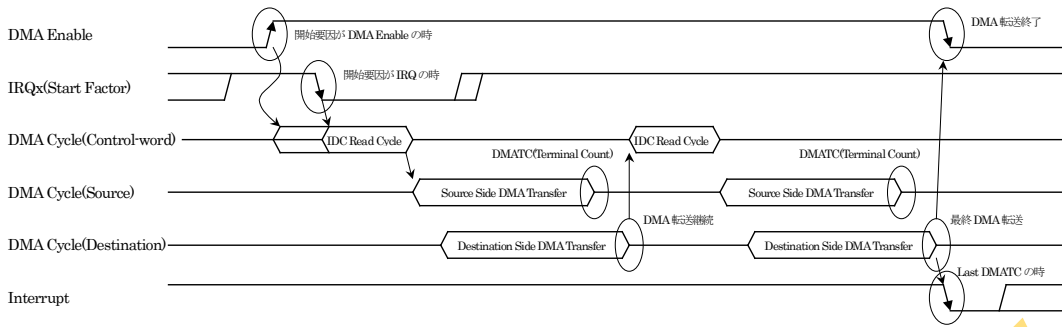 DMA Enable
開始要因が DMA Enable の時
DMA 転送終了
IRQx(Start Factor)
開始要因が IRQ の時
DMA Cycle(Control-word)
IDC Read Cycle
IDC Read Cycle
DMATC(Terminal Count)
DMATC(Terminal Count)
DMA Cycle(Source)
Source Side DMA Transfer
Source Side DMA Transfer
DMA 転送継続
最終 DMA 転送
DMA Cycle(Destination)
Destination Side DMA Transfer
Destination Side DMA Transfer
Last DMATC の時
Interrupt